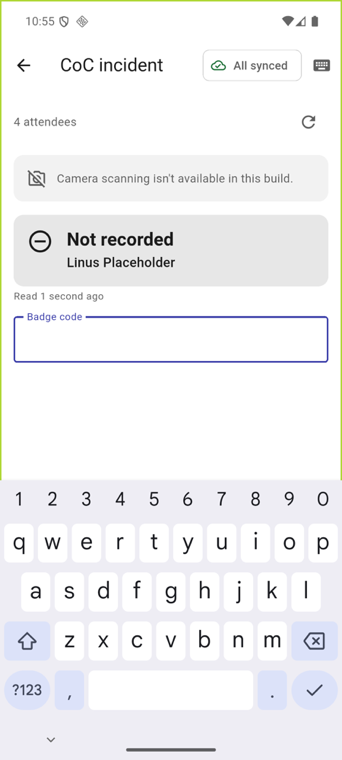 10:55
CoC incident
All synced
4 attendees
Camera scanning isn't available in this build.
Not recorded
Linus Placeholder
Read 1 second ago
Badge code
1 2 3 4 5 6 7 8 9 0
q w e r t y u i o p
a s d f g h j k l
z x c v b n m
?123 , .